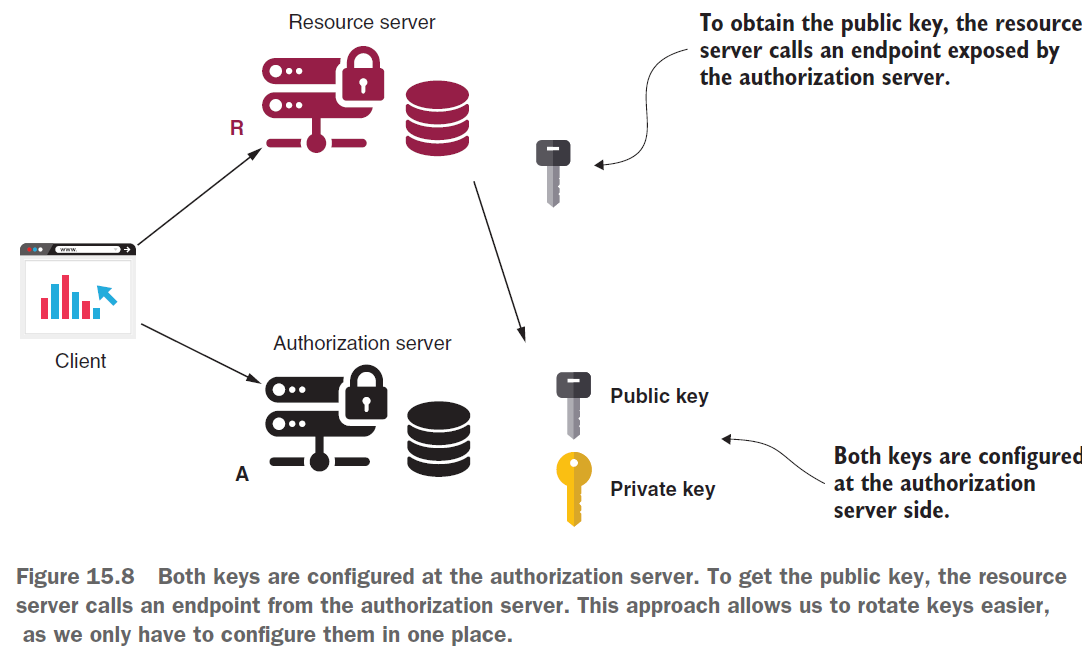 Resource server
To obtain the public key, the resource
server calls an endpoint exposed by
the authorization server.
R
www.
Client
Authorization server
A
Public key
Private key
Both keys are configured
at the authorization
server side.
Figure 15.8 Both keys are configured at the authorization server. To get the public key, the resource
server calls an endpoint from the authorization server. This approach allows us to rotate keys easier,
as we only have to configure them in one place.